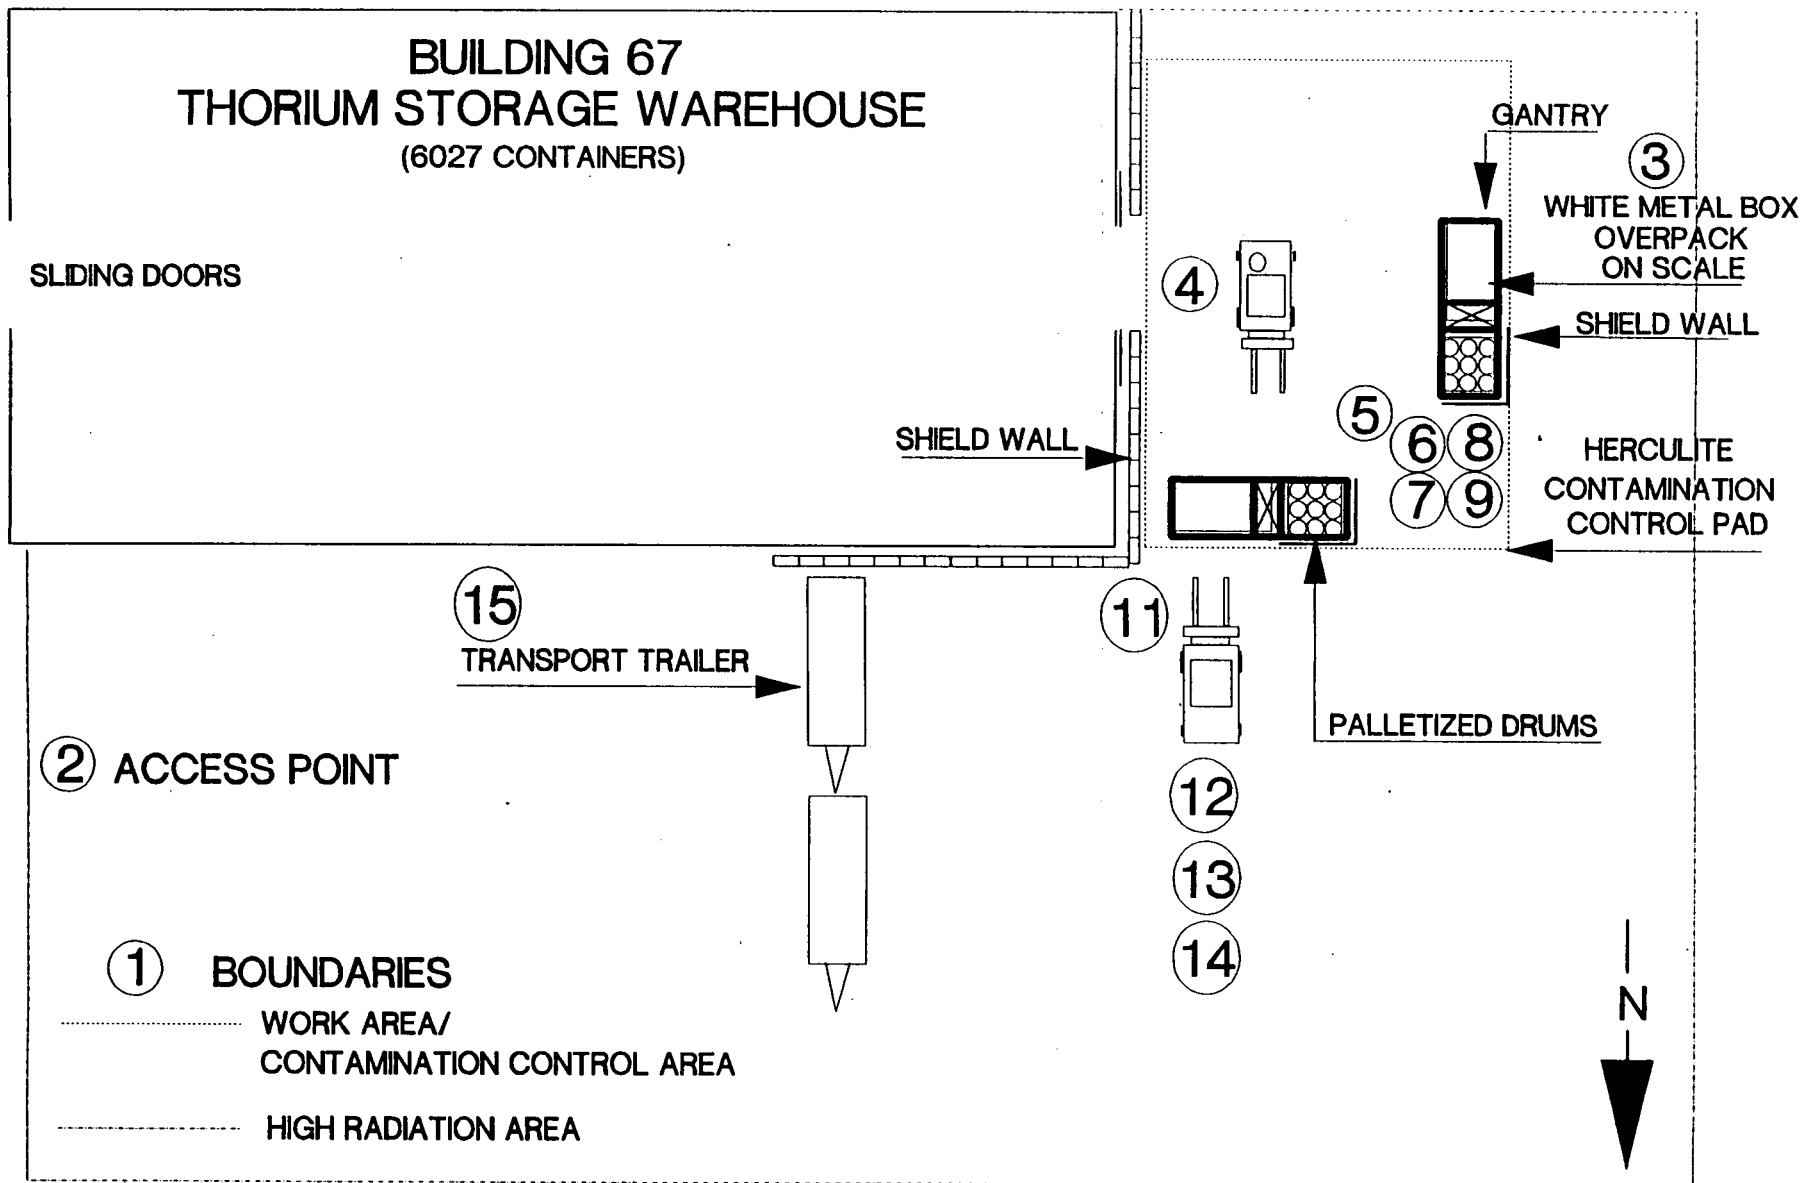 BUILDING 67
THORIUM STORAGE WAREHOUSE
(6027 CONTAINERS)
GANTRY
3
WHITE METAL BOX
OVERPACK
ON SCALE
SLIDING DOORS
4
SHIELD WALL
5
6
8
SHIELD WALL
HERCULITE
CONTAMINATION
CONTROL PAD
7
9
15
11
TRANSPORT TRAILER
PALLETIZED DRUMS
2 ACCESS POINT
12
13
14
1 BOUNDARIES
WORK AREA/
CONTAMINATION CONTROL AREA
HIGH RADIATION AREA
N